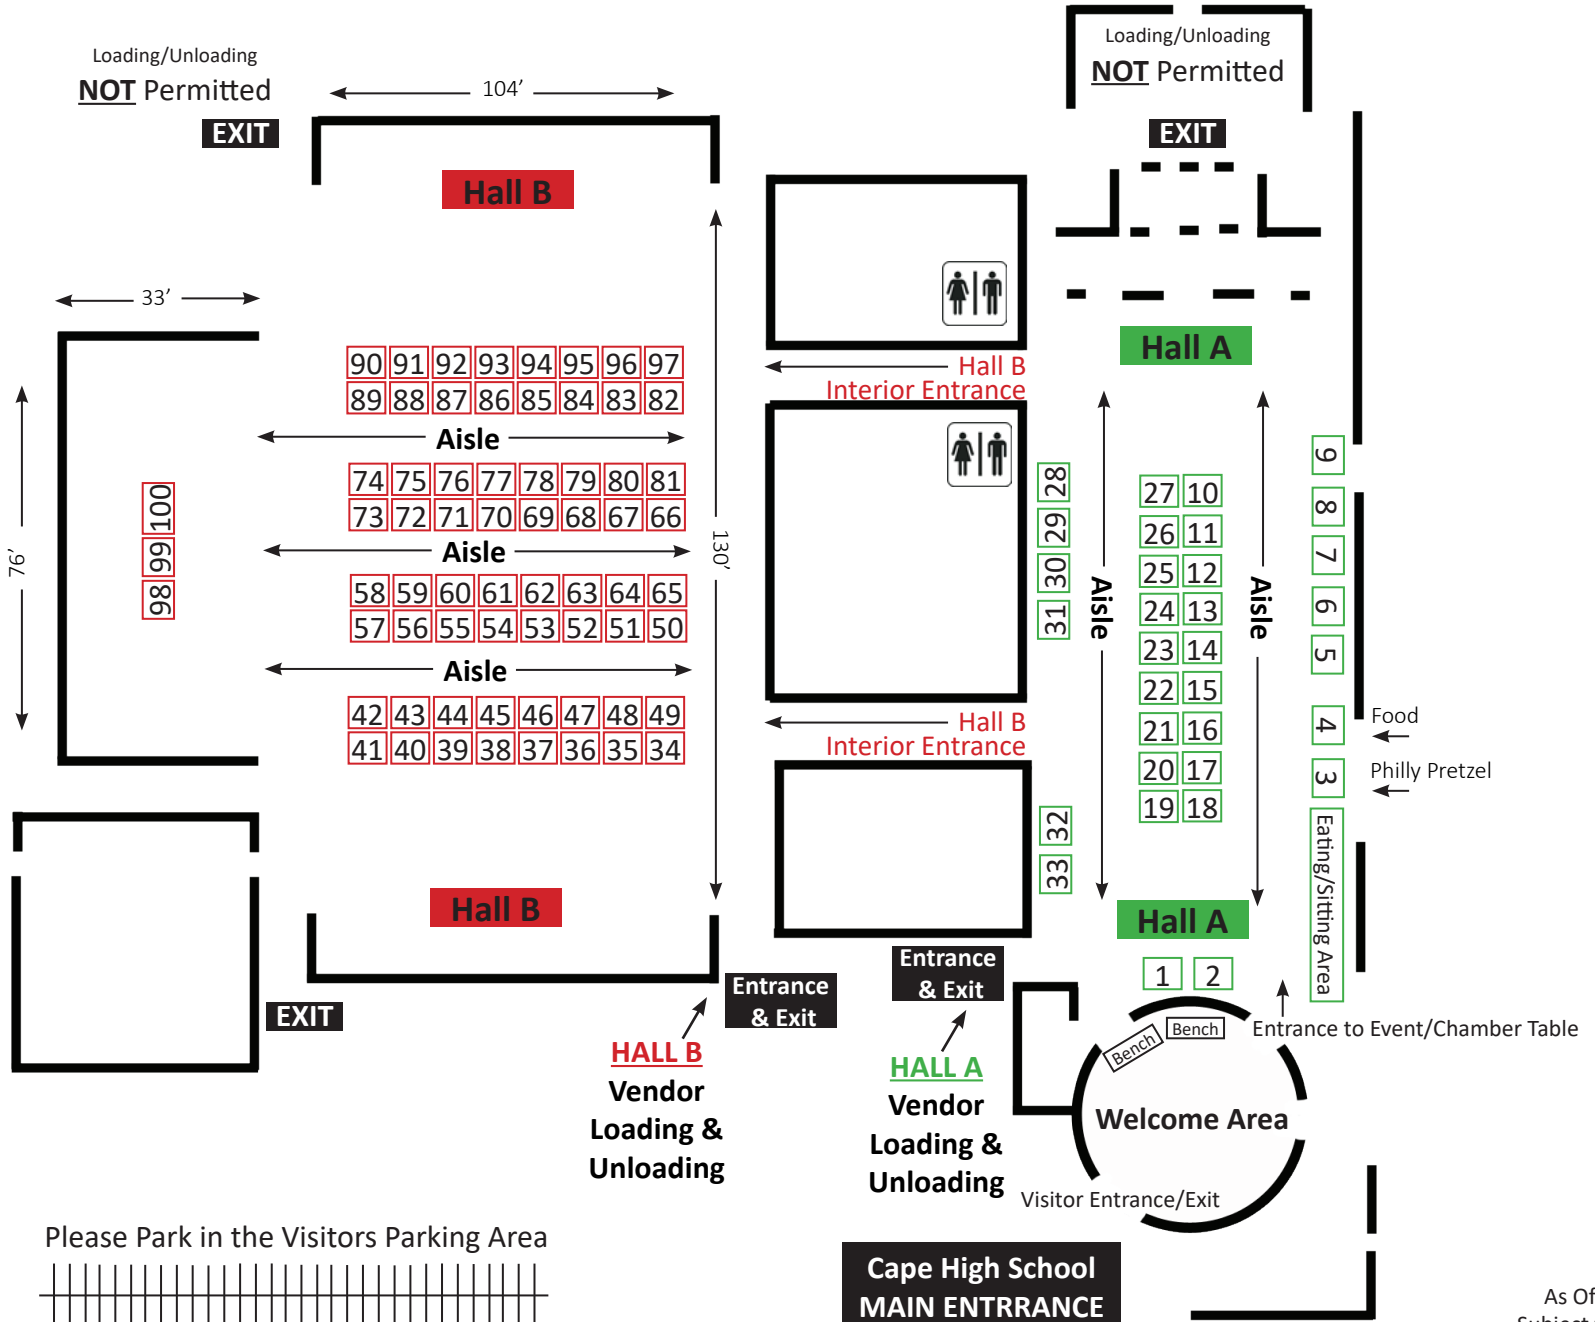 Loading/Unloading
NOT Permitted
EXIT
104’
Hall B
Loading/Unloading
NOT Permitted
EXIT
33’
76’
130’
90 91 92 93 94 95 96 97
89 88 87 86 85 84 83 82
Aisle
74 75 76 77 78 79 80 81
73 72 71 70 69 68 67 66
Aisle
58 59 60 61 62 63 64 65
57 56 55 54 53 52 51 50
Aisle
42 43 44 45 46 47 48 49
41 40 39 38 37 36 35 34
98 99 100
Hall B
EXIT
Hall B
Interior Entrance
Hall B
Interior Entrance
Hall A
28
29
30
31
32
33
Aisle
27 10
26 11
25 12
24 13
23 14
22 15
21 16
20 17
19 18
Aisle
9
8
7
6
5
4
3
Food
Philly Pretzel
Eating/Sitting Area
Hall A
1 2
Entrance
& Exit
Entrance
& Exit
HALL B
Vendor
Loading &
Unloading
HALL A
Vendor
Loading &
Unloading
Bench
Bench
Entrance to Event/Chamber Table
Welcome Area
Visitor Entrance/Exit
Please Park in the Visitors Parking Area
Cape High School
MAIN ENTRRANCE
As Of
Subject